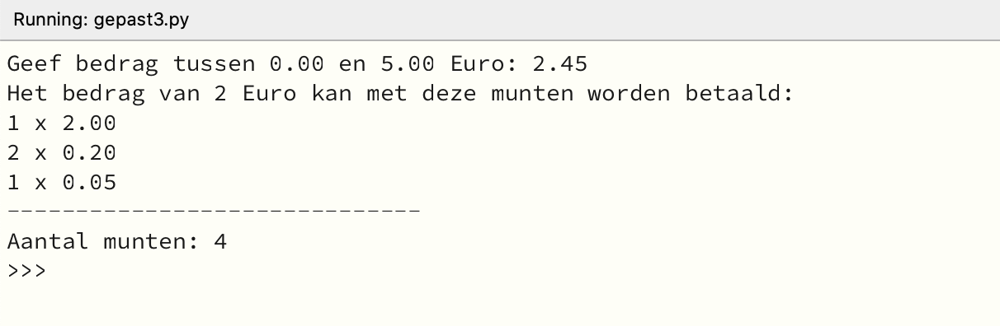 Running: gepast3.py
Geef bedrag tussen 0.00 en 5.00 Euro: 2.45
Het bedrag van 2 Euro kan met deze munten worden betaald:
1 x 2.00
2 x 0.20
1 x 0.05
------------------------------
Aantal munten: 4
>>>